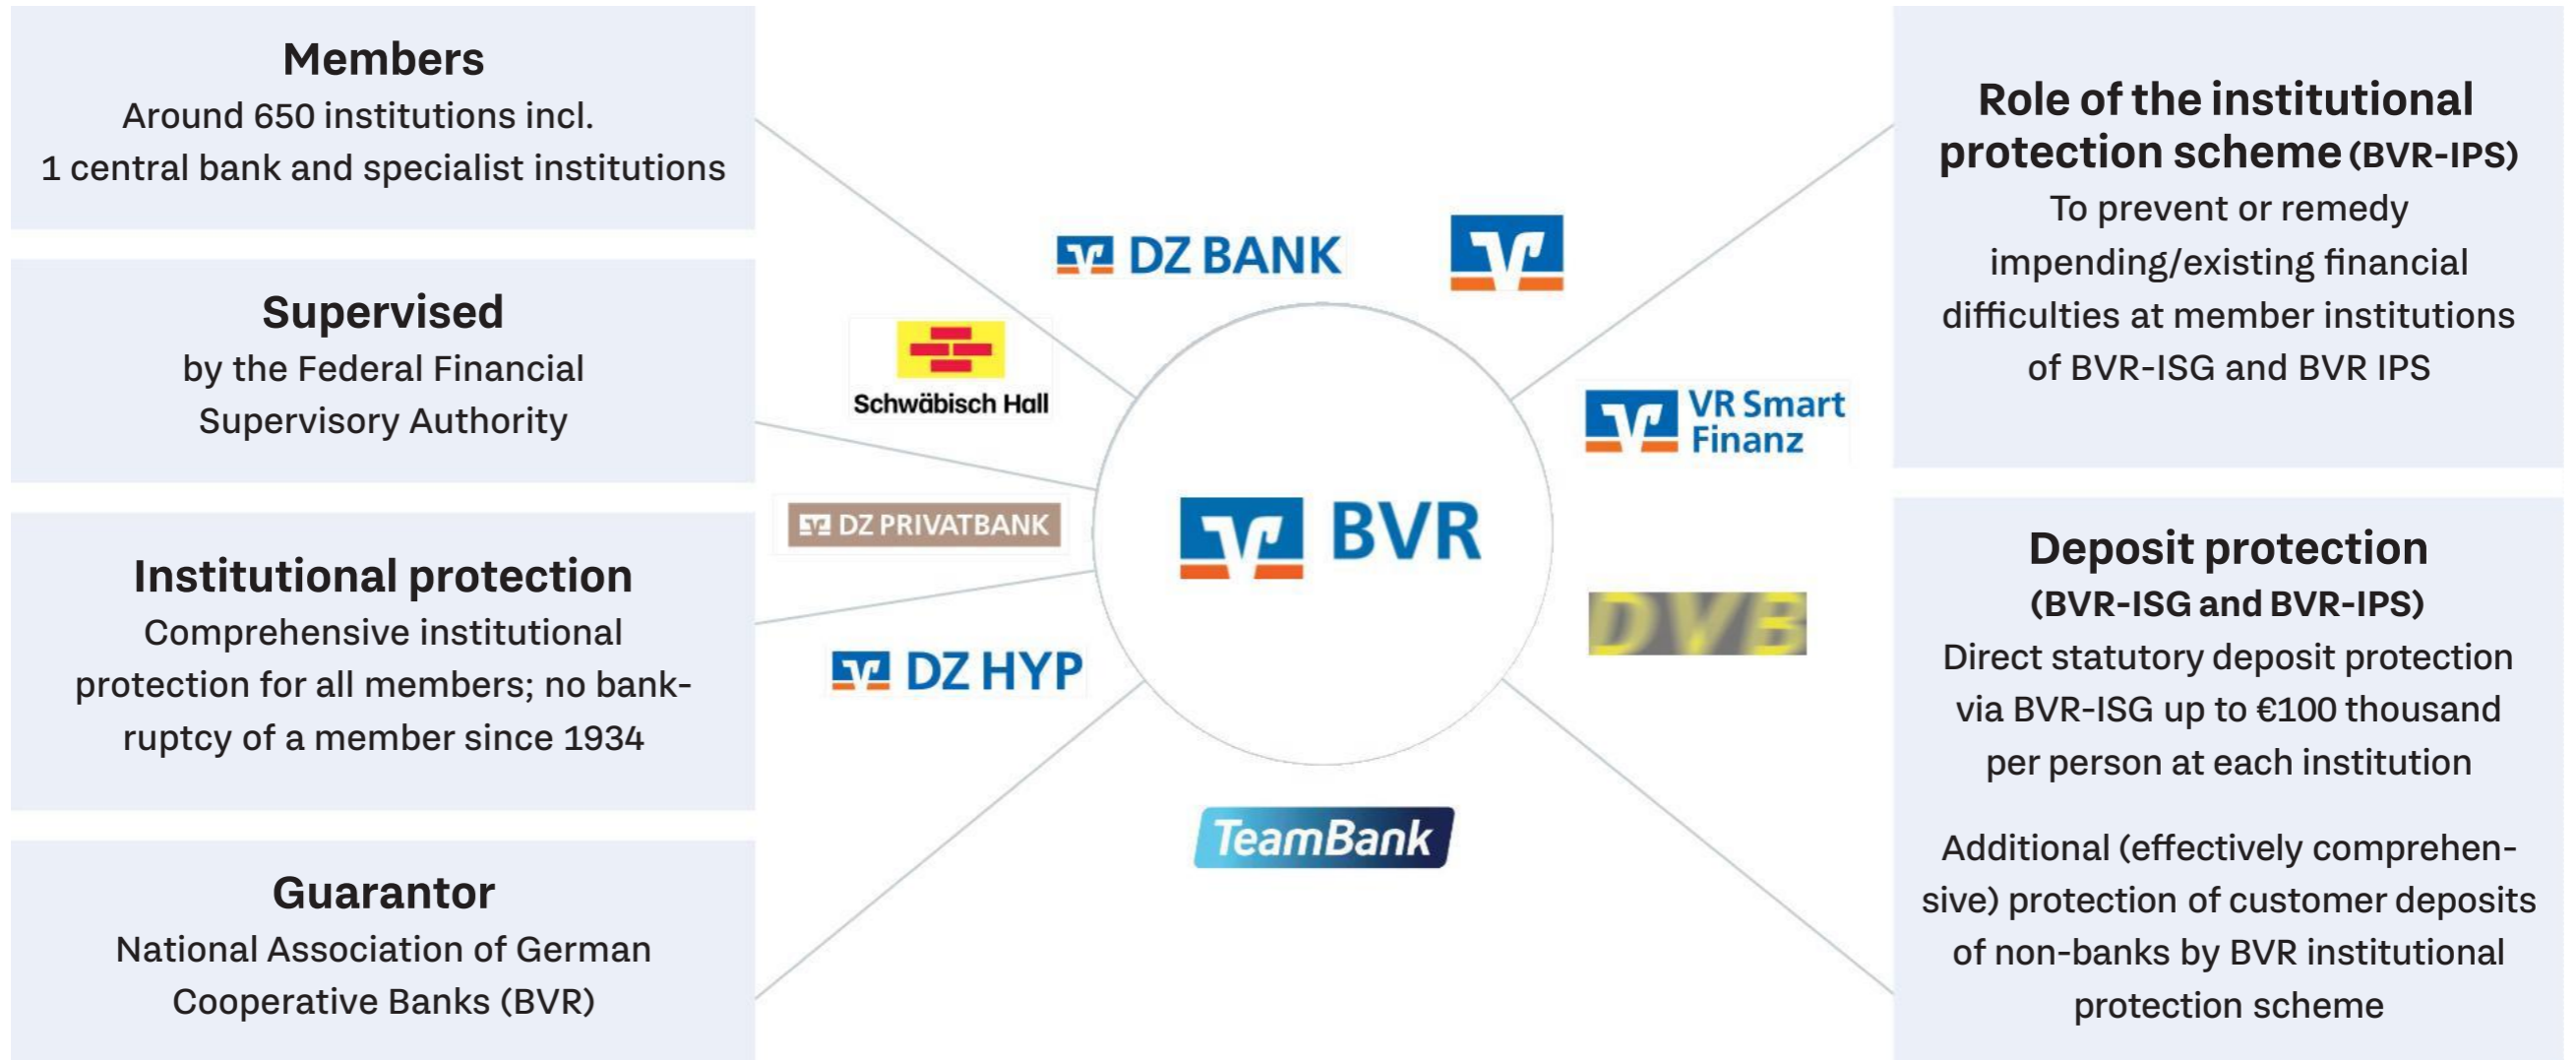 Members
Around 650 institutions incl.
1 central bank and specialist institutions
Supervised
by the Federal Financial
Supervisory Authority
Institutional protection
Comprehensive institutional
protection for all members; no bank-
ruptcy of a member since 1934
Guarantor
National Association of German
Cooperative Banks (BVR)
DZ BANK
Schwäbisch Hall
DZ PRIVATBANK
DZ HYP
BVR
TeamBank
VR Smart
Finanz
DVB
Role of the institutional
protection scheme (BVR-IPS)
To prevent or remedy
impending/existing financial
difficulties at member institutions
of BVR-ISG and BVR IPS
Deposit protection
(BVR-ISG and BVR-IPS)
Direct statutory deposit protection
via BVR-ISG up to €100 thousand
per person at each institution
Additional (effectively comprehen-
sive) protection of customer deposits
of non-banks by BVR institutional
protection scheme